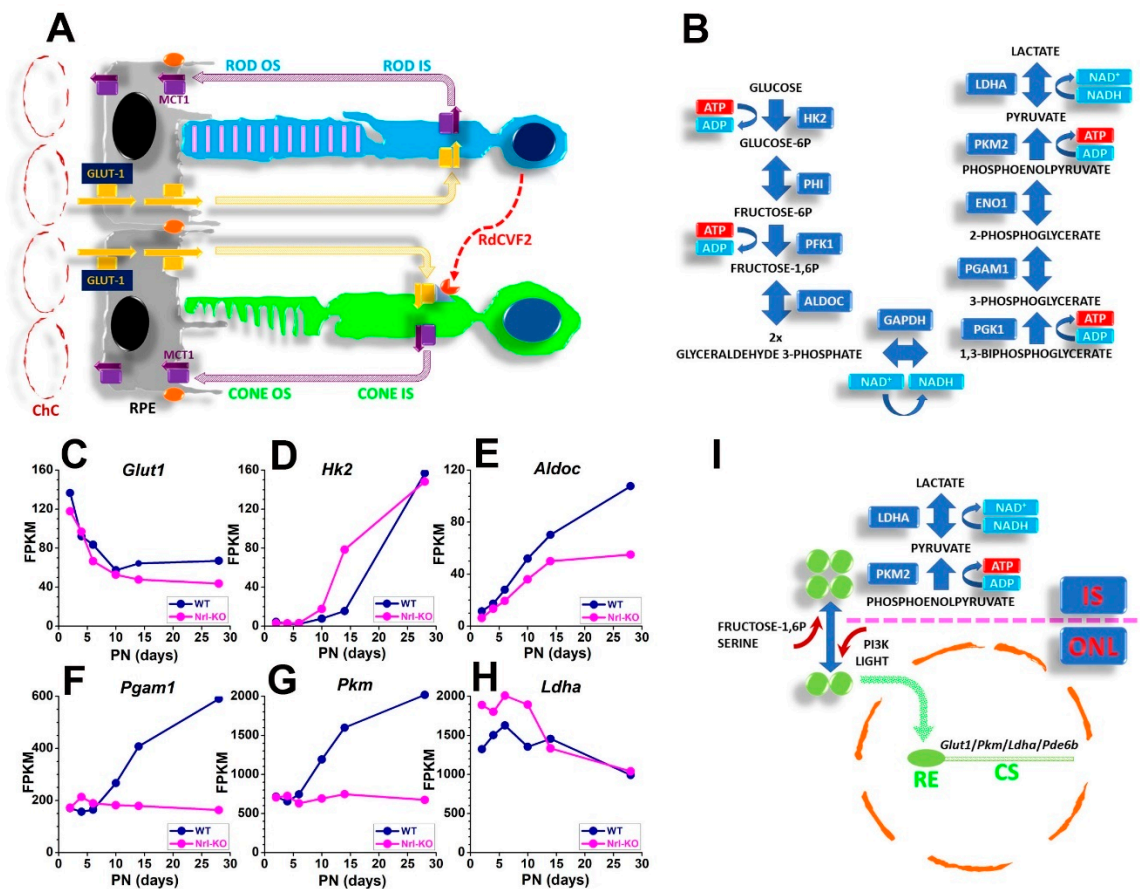 A
ROD OS
ROD IS
MCT1
GLUT-1
RdCVF2
GLUT-1
MCT1
CONE OS
CONE IS
ChC
RPE
B
GLUCOSE
ATP
ADP
HK2
GLUCOSE-6P
PHI
FRUCTOSE-6P
ATP
ADP
PFK1
FRUCTOSE-1,6P
ALDOC
2x
GLYCERALDEHYDE 3-PHOSPHATE
GAPDH
NAD+
NADH
LACTATE
LDHA
NAD+
NADH
PYRUVATE
PKM2
ATP
ADP
PHOSPHOENOLPYRUVATE
ENO1
2-PHOSPHOGLYCERATE
PGAM1
3-PHOSPHOGLYCERATE
PGK1
ATP
ADP
1,3-BIPHOSPHOGLYCERATE
C
Glut1
FPKM
160
120
80
40
0
WT
Nrl-KO
0 5 10 15 20 25 30
PN (days)
D
Hk2
FPKM
160
120
80
40
0
WT
Nrl-KO
0 5 10 15 20 25 30
PN (days)
E
Aldoc
FPKM
120
80
40
0
WT
Nrl-KO
0 5 10 15 20 25 30
PN (days)
F
Pgam1
FPKM
600
400
200
0
WT
Nrl-KO
0 5 10 15 20 25 30
PN (days)
G
Pkm
FPKM
2000
1500
1000
500
0
WT
Nrl-KO
0 5 10 15 20 25 30
PN (days)
H
Ldha
FPKM
2000
1500
1000
500
0
WT
Nrl-KO
0 5 10 15 20 25 30
PN (days)
I
LACTATE
LDHA
NAD+
NADH
PYRUVATE
PKM2
ATP
ADP
PHOSPHOENOLPYRUVATE
IS
FRUCTOSE-1,6P
SERINE
PI3K
LIGHT
ONL
Glut1/Pkm/Ldha/Pde6b
RE
CS